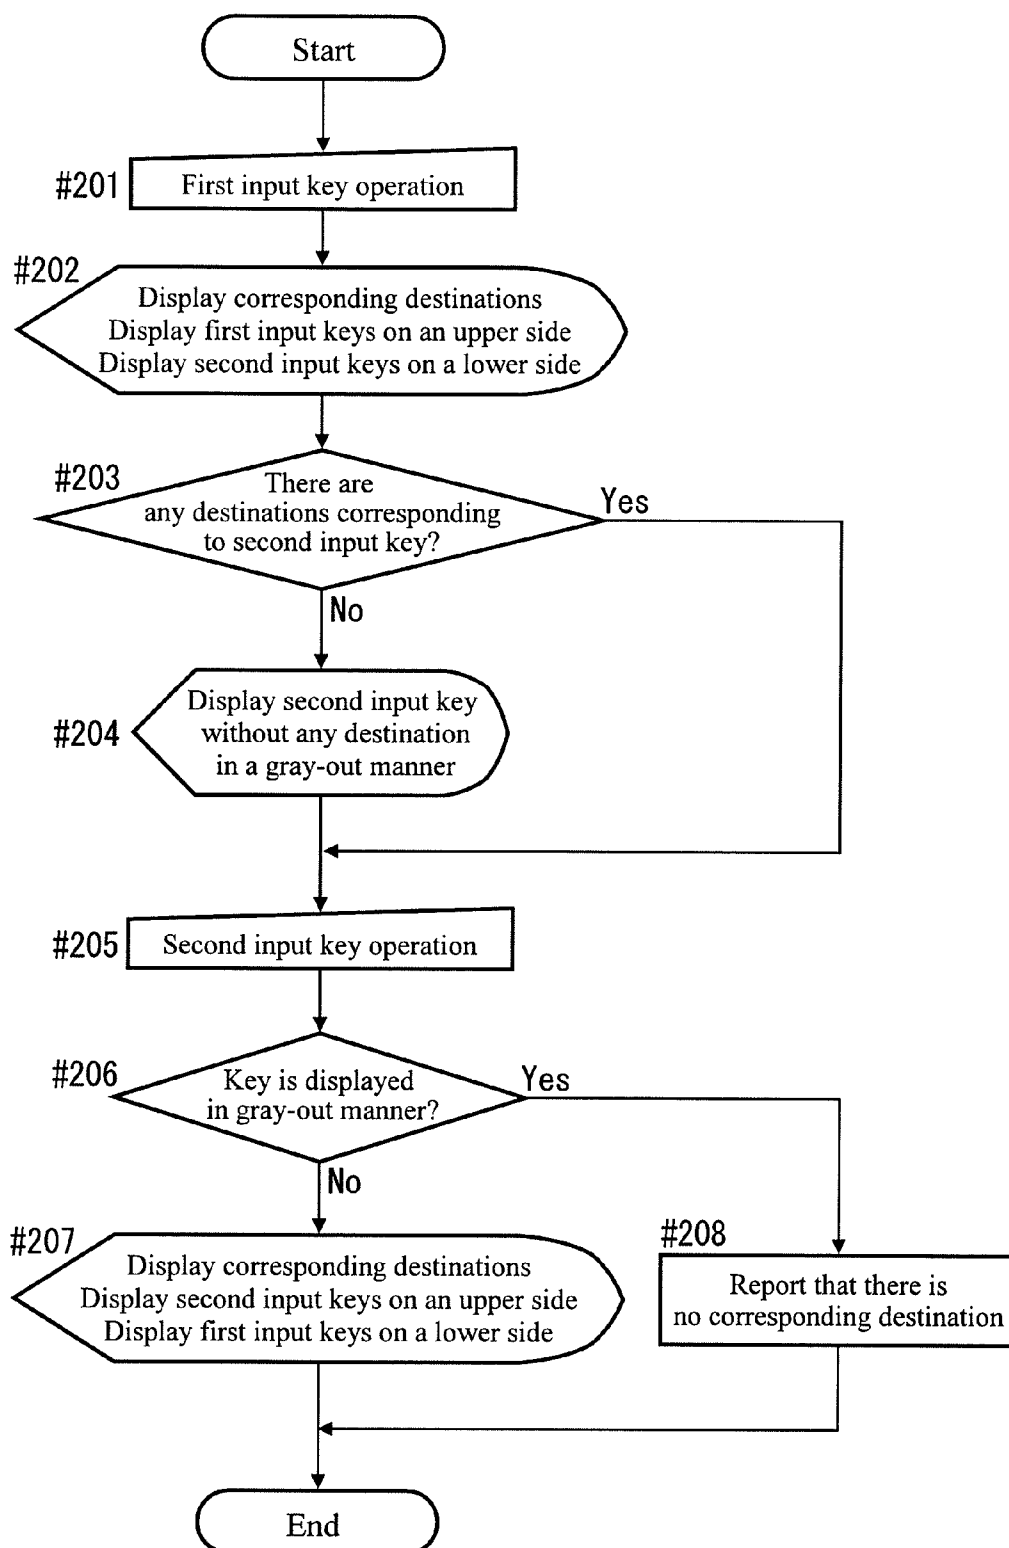 Start
#201
First input key operation
#202
Display corresponding destinations
Display first input keys on an upper side
Display second input keys on a lower side
#203
There are
any destinations corresponding
to second input key?
Yes
No
#204
Display second input key
without any destination
in a gray-out manner
#205
Second input key operation
#206
Key is displayed
in gray-out manner?
Yes
No
#207
Display corresponding destinations
Display second input keys on an upper side
Display first input keys on a lower side
#208
Report that there is
no corresponding destination
End